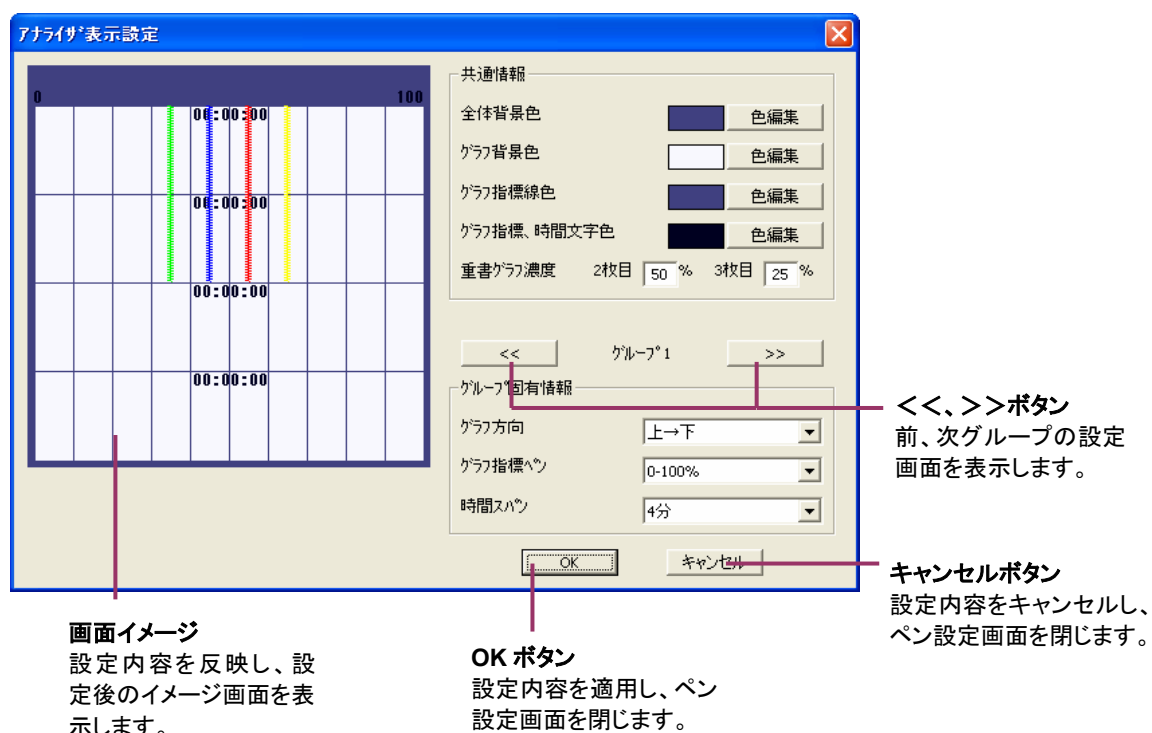 アナライザ表示設定
0 100
00:00:00
00:00:00
00:00:00
00:00:00
共通情報
全体背景色 色編集
グラフ背景色 色編集
グラフ指標線色 色編集
グラフ指標、時間文字色 色編集
重書グラフ濃度 2枚目 50 % 3枚目 25 %
<< グループ1 >>
グループ固有情報
グラフ方向 上→下
グラフ指標ペン 0-100%
時間スパン 4分
OK キャンセル
<<、>>ボタン
前、次グループの設定
画面を表示します。
キャンセルボタン
設定内容をキャンセルし、
ペン設定画面を閉じます。
画面イメージ
設定内容を反映し、設
定後のイメージ画面を表
示します。
OK ボタン
設定内容を適用し、ペン
設定画面を閉じます。